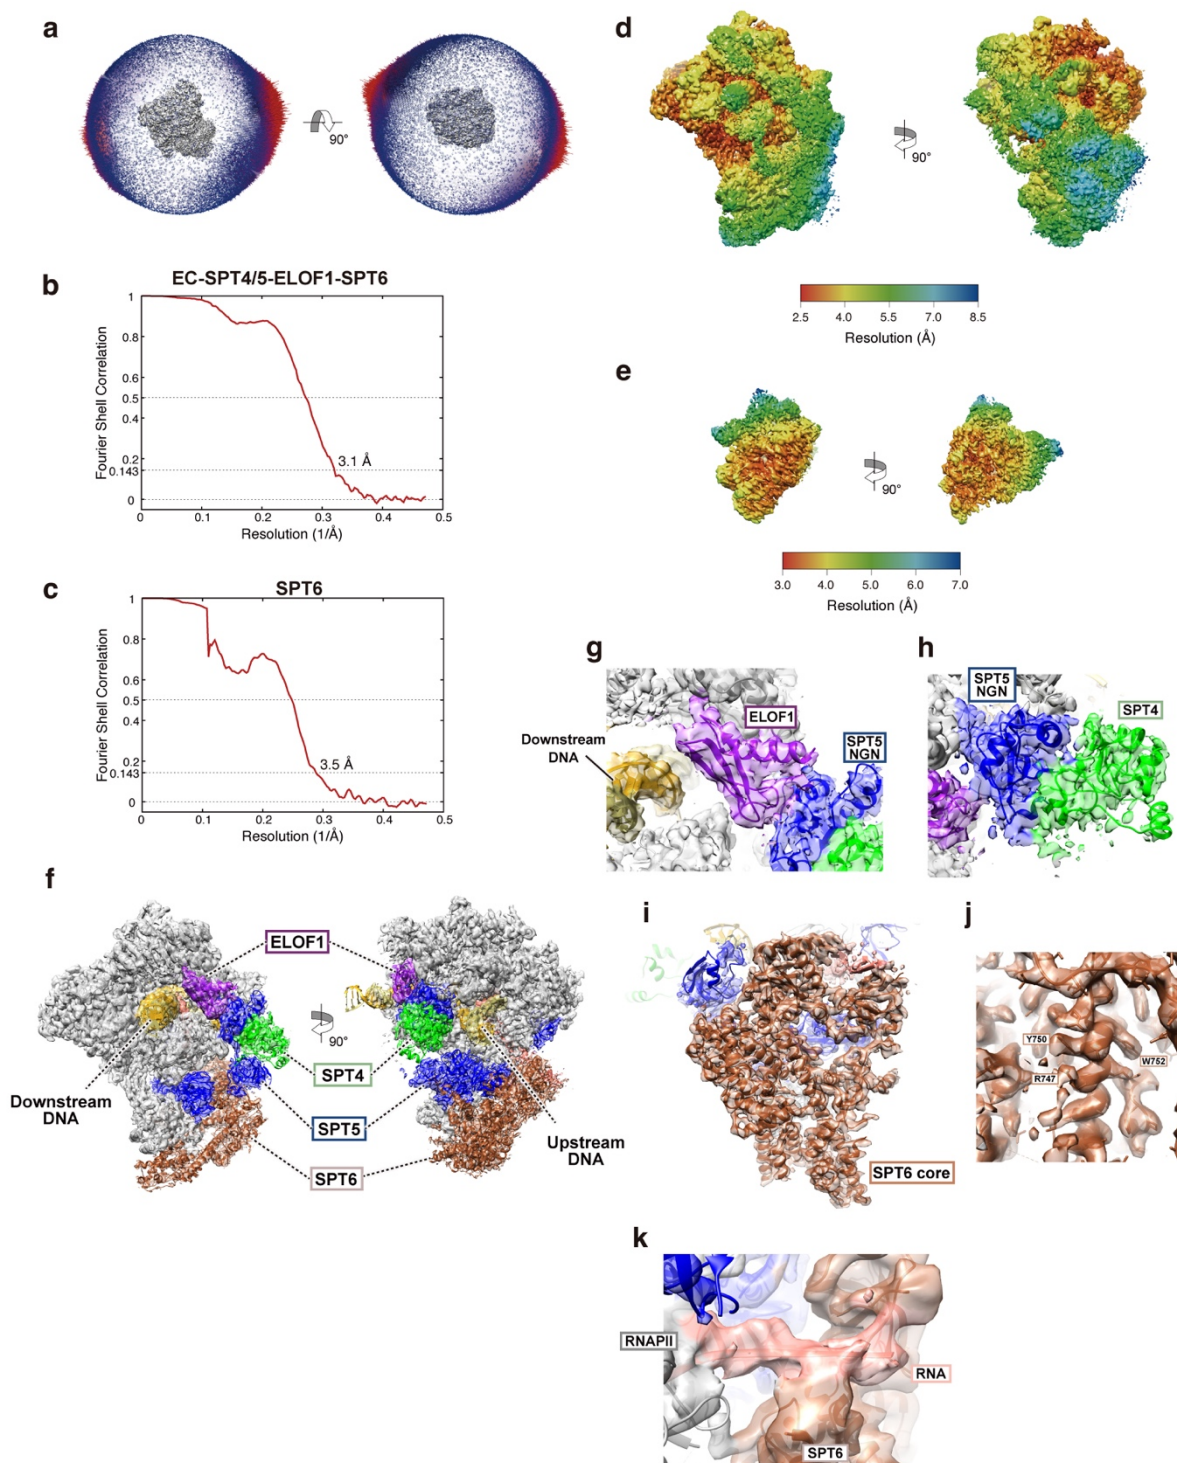 a
90°
b
EC-SPT4/5-ELOF1-SPT6
Fourier Shell Correlation
1
0.8
0.6
0.5
0.4
0.2
0.143
0
3.1 Å
0 0.1 0.2 0.3 0.4 0.5
Resolution (1/Å)
c
SPT6
Fourier Shell Correlation
1
0.8
0.6
0.5
0.4
0.2
0.143
0
3.5 Å
0 0.1 0.2 0.3 0.4 0.5
Resolution (1/Å)
d
90°
2.5 4.0 5.5 7.0 8.5
Resolution (Å)
e
90°
3.0 4.0 5.0 6.0 7.0
Resolution (Å)
f
ELOF1
90°
SPT4
Downstream
DNA
SPT5
Upstream
DNA
SPT6
g
ELOF1
Downstream
DNA
SPT5
NGN
h
SPT5
NGN
SPT4
i
SPT6 core
j
Y750
W752
R747
k
RNAPII
RNA
SPT6